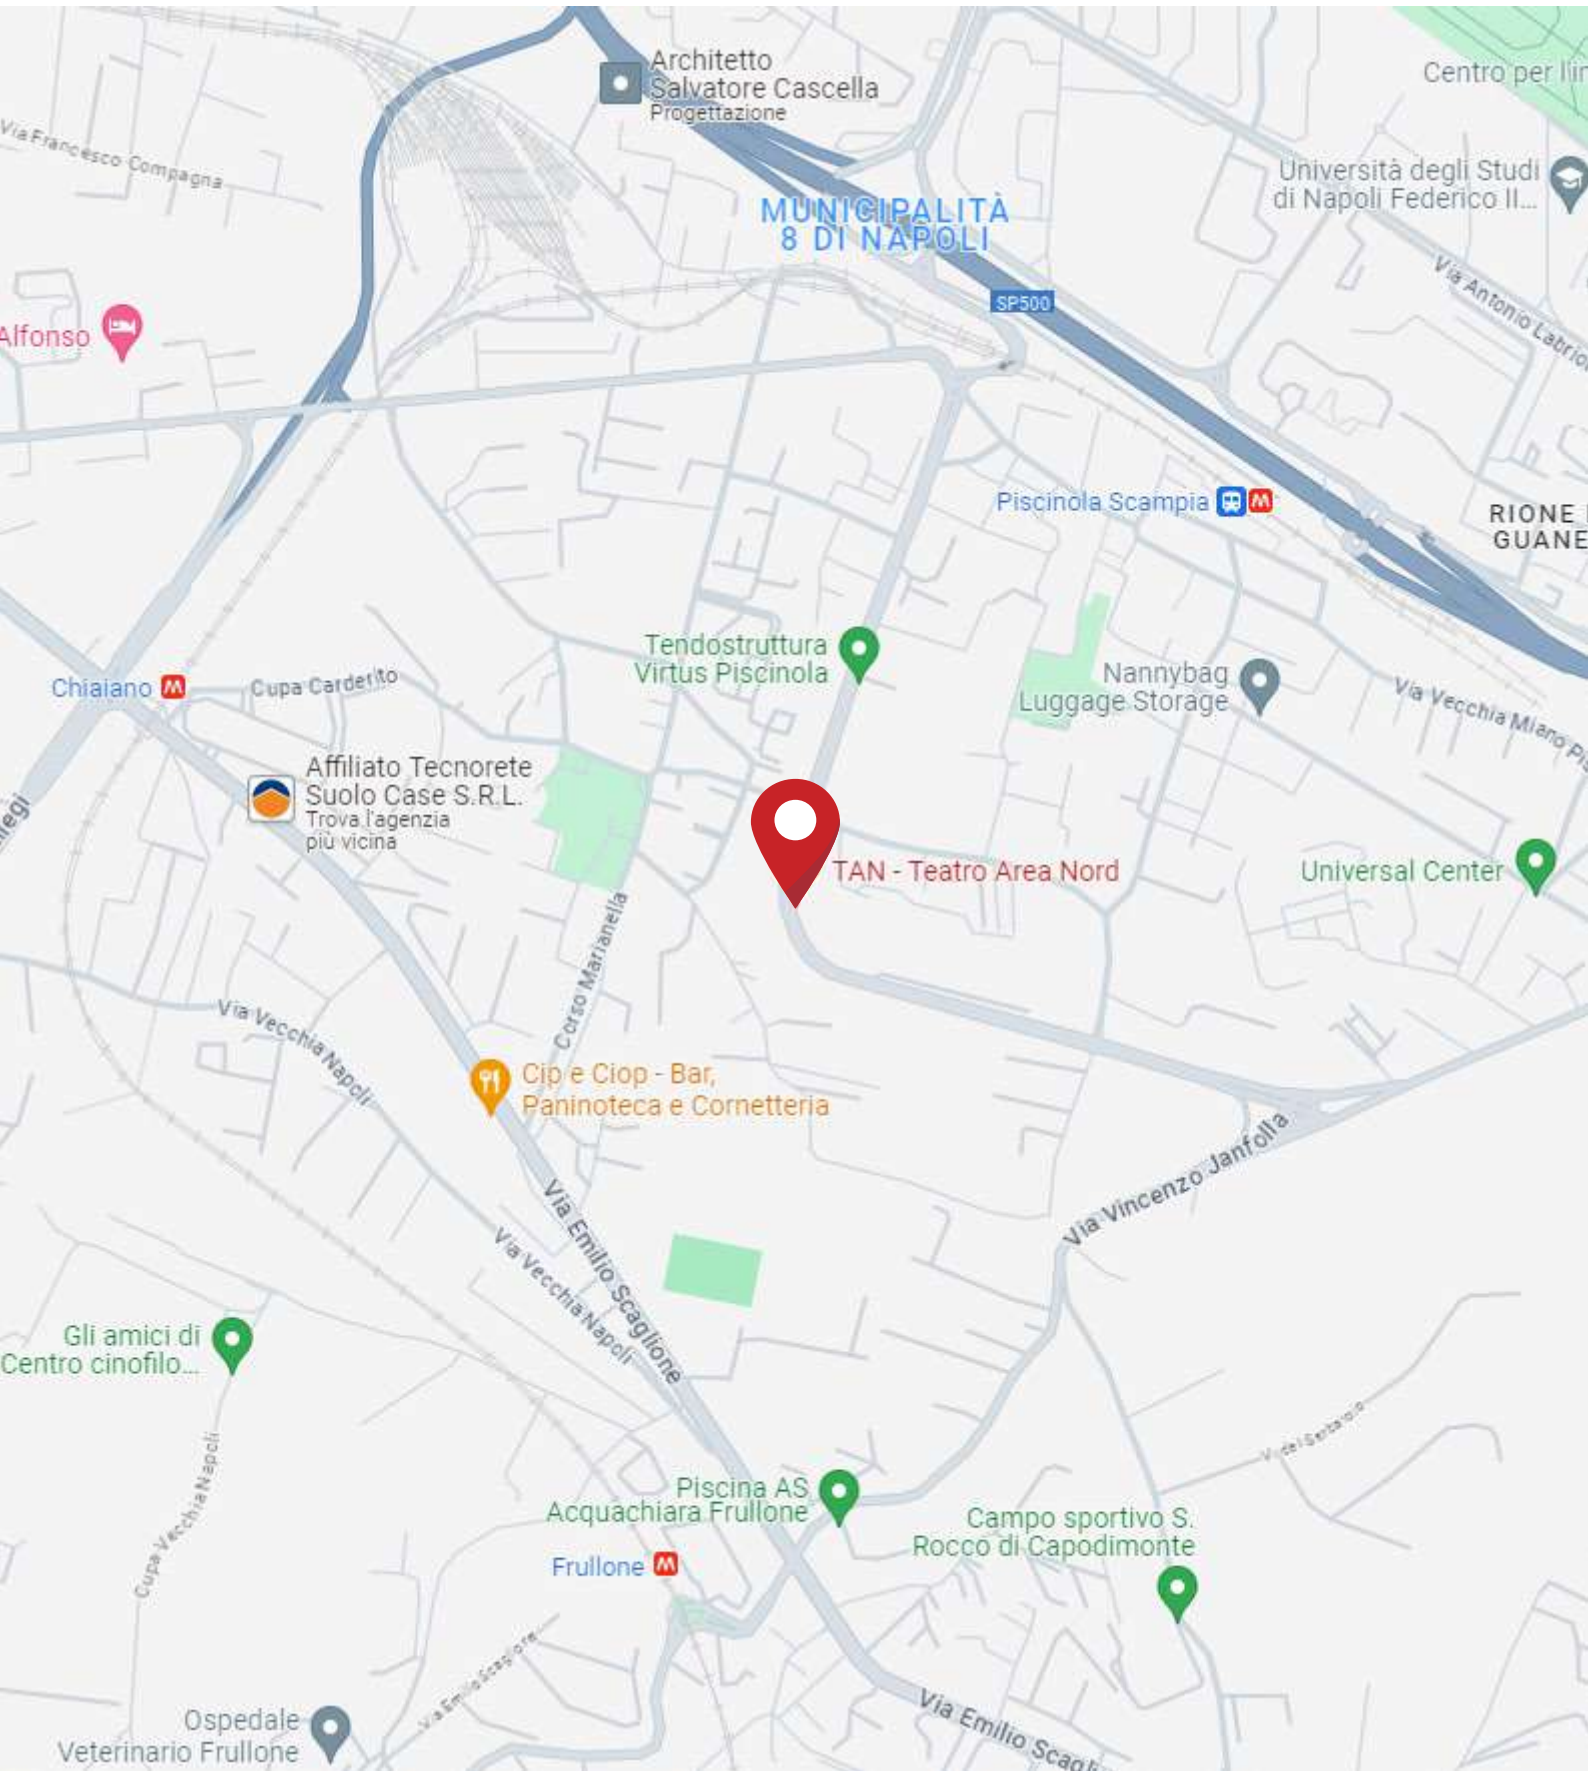 Architetto
Salvatore Cascella
Progettazione
Centro per
Via Francesco Compagna
Università degli Studi
di Napoli Federico II...
MUNICIPALITÀ
8 DI NAPOLI
SP500
Via Antonio
Alfonso
Piscinola Scampia
RIONE
Tendostruttura
Virtus Piscinola
Nannybag
Luggage Storage
Via Vecchia Miano
Chiaiano
Cupa Carderito
Affiliato Tecnorete
Suolo Case S.R.L.
Trova l'agenzia
più vicina
TAN - Teatro Area Nord
Universal Center
Corso Marianella
Via Vecchia Napoli
Cip e Ciop - Bar,
Paninoteca e Cornetteria
Via Vincenzo Janfolla
Via Emilio Scaglione
Via Vecchia Napoli
Gli amici di
Centro cinofilo...
Cupa Vecchia Napoli
Piscina AS
Acquachiara Frullone
Campo sportivo S.
Rocco di Capodimonte
Frullone
Via Emilio Scaglione
Via Emilio
Ospedale
Veterinario Frullone